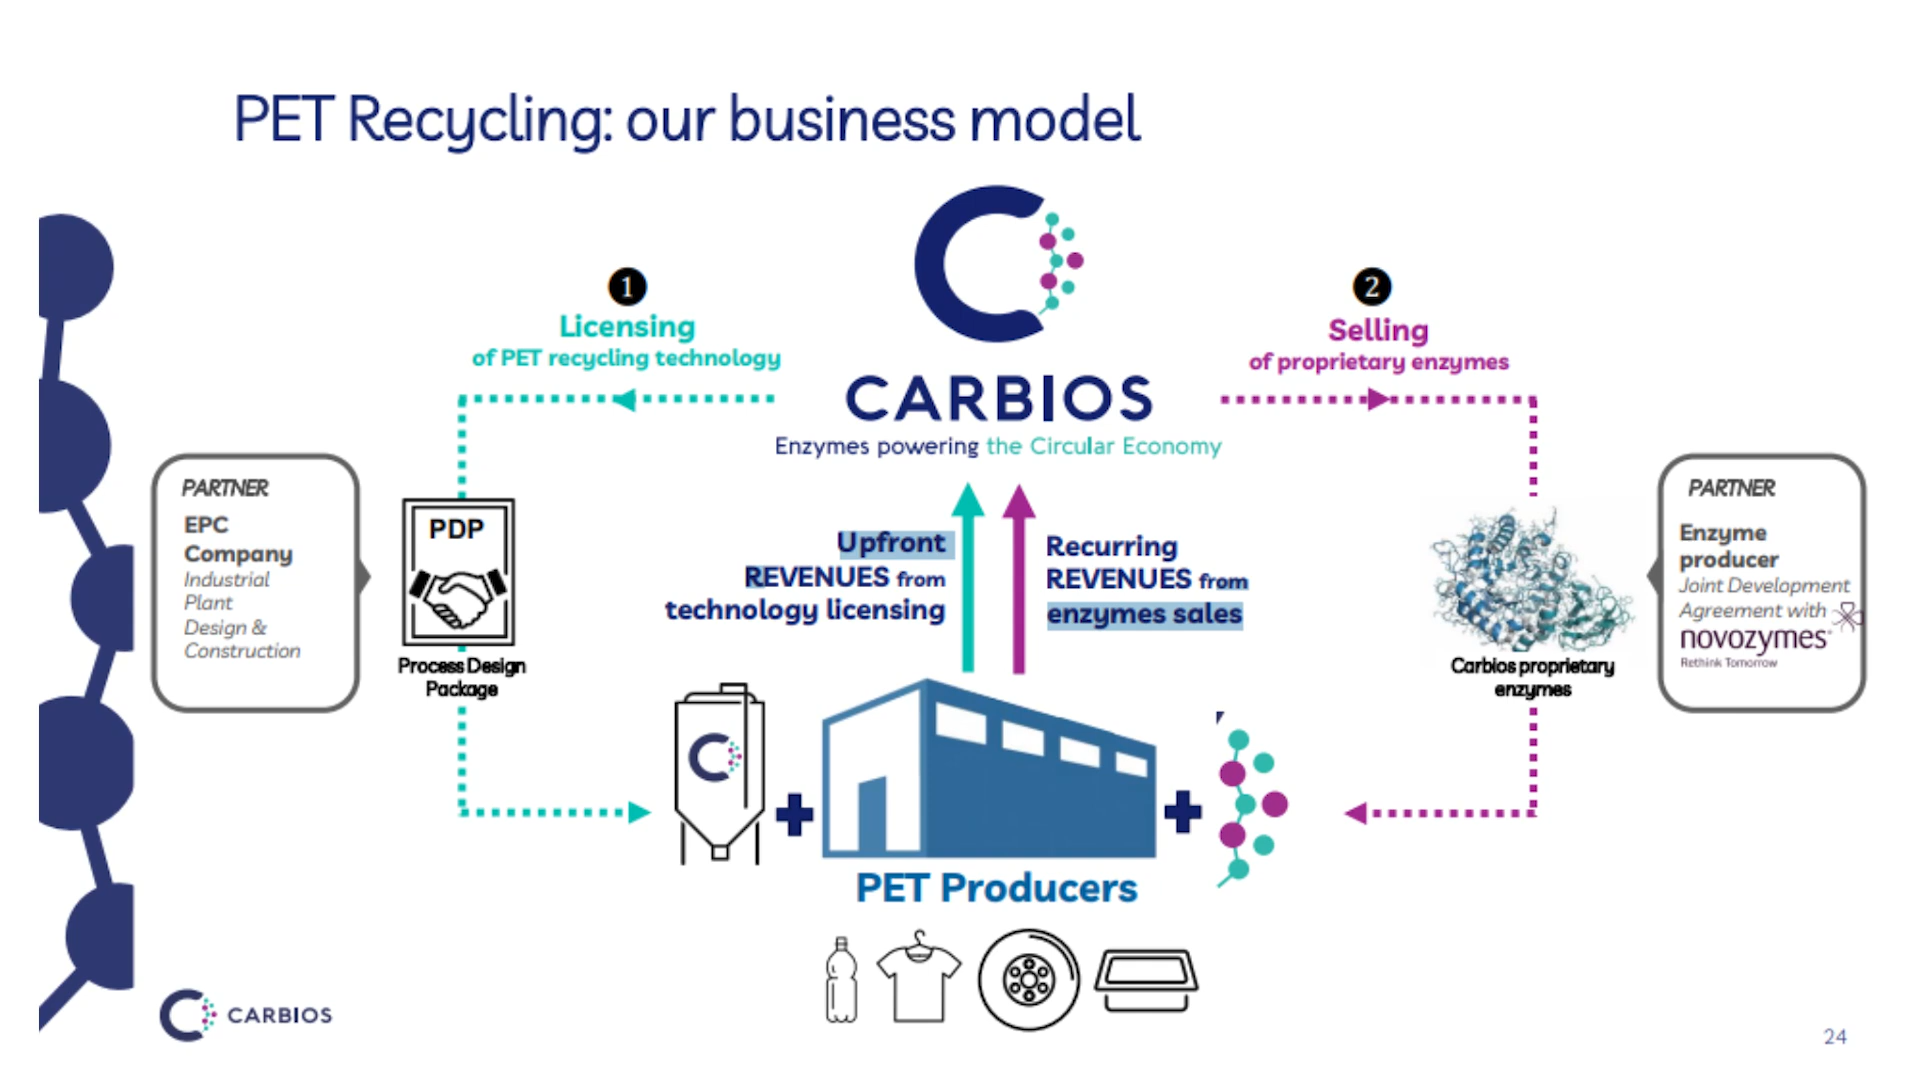 PET Recycling: our business model
1
Licensing
of PET recycling technology
2
Selling
of proprietary enzymes
CARBIOS
Enzymes powering the Circular Economy
PARTNER
EPC
Company
Industrial
Plant
Design &
Construction
PDP
Process Design
Package
Upfront
REVENUES from
technology licensing
Recurring
REVENUES from
enzymes sales
Carbios proprietary
enzymes
PARTNER
Enzyme
producer
Joint Development
Agreement with
novozymes
Rethink Tomorrow
PET Producers
CARBIOS
24